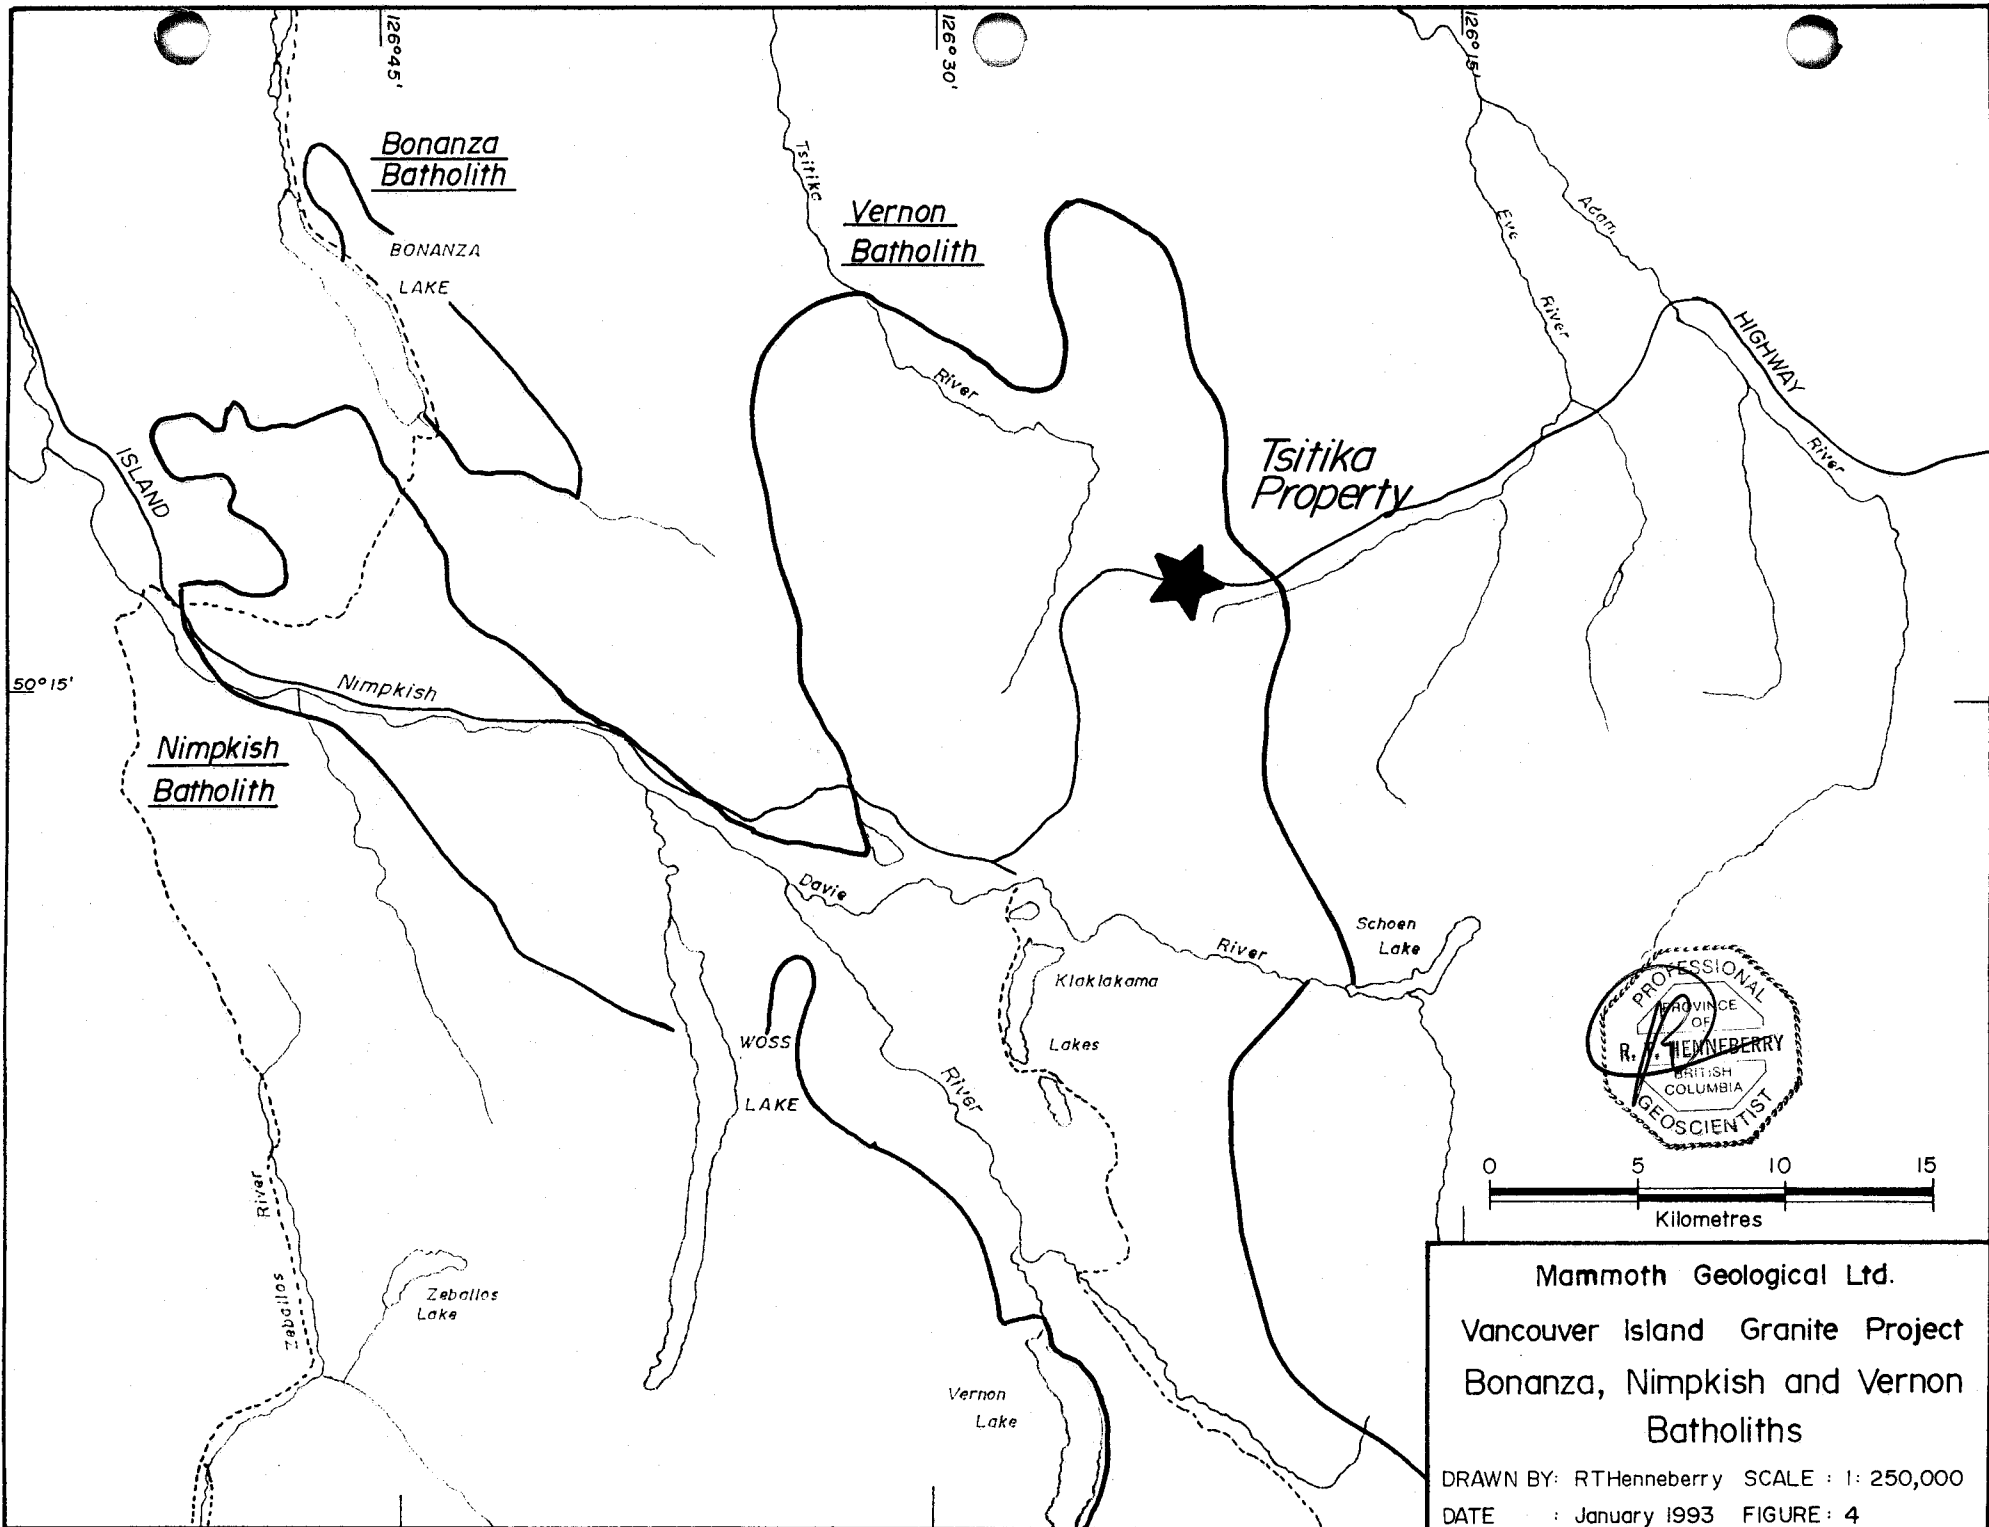 126°45'
126°30'
126°15'
Bonanza
Batholith
Tsitika
Vernon
Batholith
Eve
Adam
BONANZA
LAKE
River
HIGHWAY
River
River
ISLAND
Tsitika
Property
50°15'
Nimpkish
Nimpkish
Batholith
Davie
River
Schoen
Lake
Klaklakama
Lakes
WOSS
LAKE
River
PROFESSIONAL
PROVINCE
OF
HENNEBERRY
BRITISH
COLUMBIA
GEOSCIENTIST
0 5 10 15
Kilometres
River
Zeballos
Zeballos
Lake
Vernon
Lake
Mammoth Geological Ltd.
Vancouver Island Granite Project
Bonanza, Nimpkish and Vernon
Batholiths
DRAWN BY: RTHenneberry SCALE : 1: 250,000
DATE : January 1993 FIGURE : 4